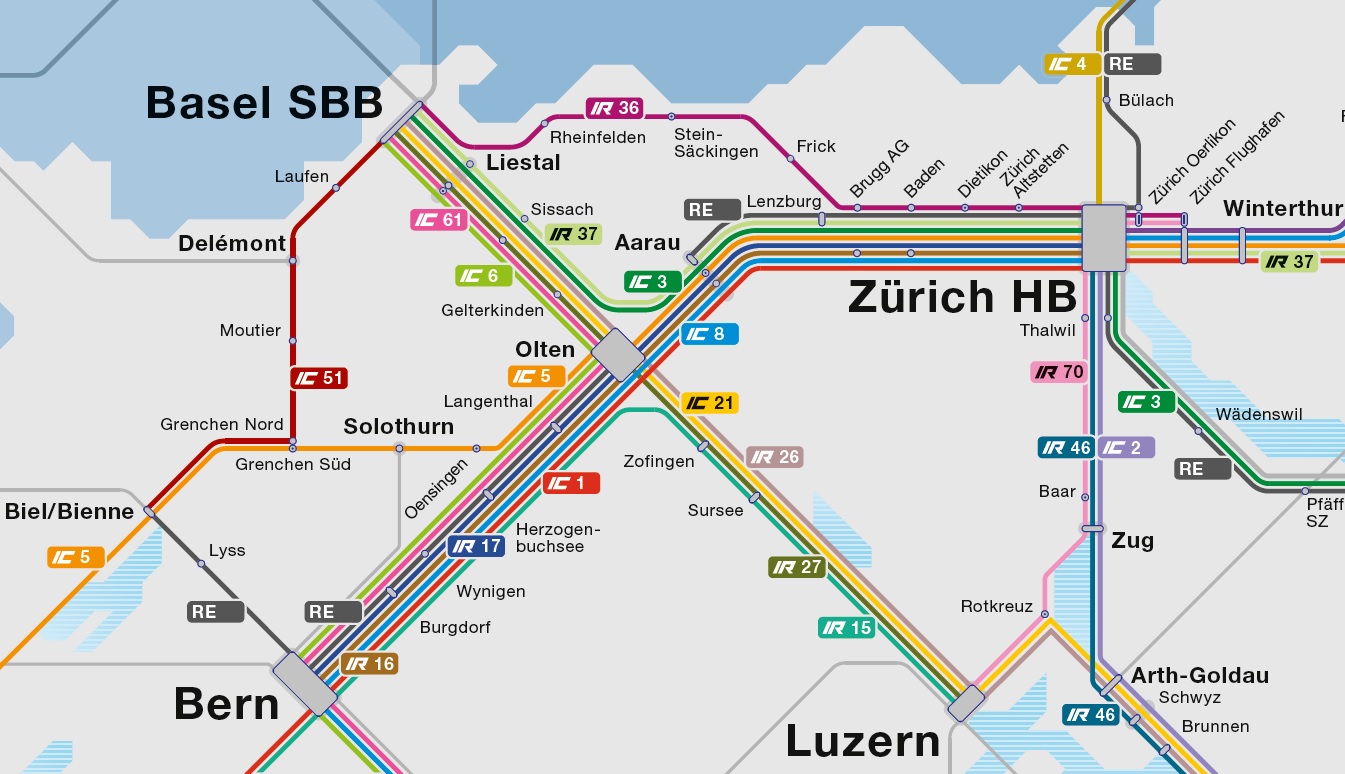 IC 4
RE
Basel SBB
IR 36
Bülach
Rheinfelden
Stein-
Säckingen
Frick
Liestal
Laufen
Brugg AG
Baden
Dietikon
Zürich
Altstetten
Zürich Oerlikon
Zürich Flughafen
Winterthur
Lenzburg
RE
Sissach
IC 61
IR 37
Delémont
Aarau
IR 37
IC 6
IC 3
Zürich HB
Gelterkinden
Moutier
IC 8
Thalwil
Olten
IC 5
IR 70
IC 51
Langenthal
IC 21
IC 3
Wädenswil
Grenchen Nord
Solothurn
Grenchen Süd
Zofingen
IR 26
IR 46
IC 2
RE
Oensingen
IC 1
Baar
Biel/Bienne
Sursee
Pfäff
SZ
Herzogen-
buchsee
IC 5
Lyss
IR 17
Zug
IR 27
Wynigen
RE
RE
Rotkreuz
Burgdorf
IR 15
IR 16
Bern
Arth-Goldau
Schwyz
IR 46
Brunnen
Luzern